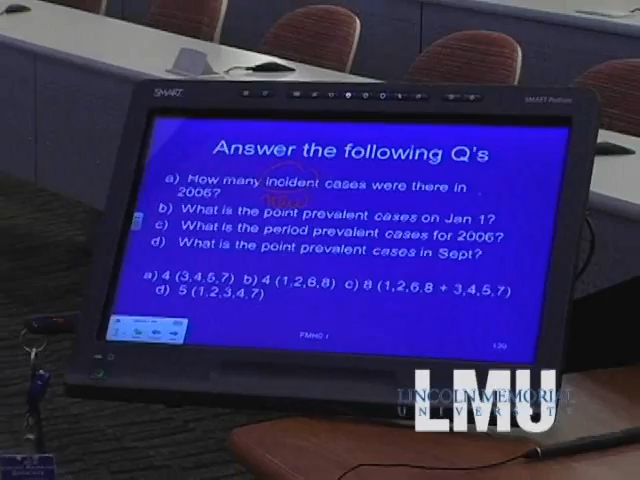 SMART
SMART Podium
Answer the following Q's
a) How many incident cases were there in
2006?
b) What is the point prevalent cases on Jan 1?
c) What is the period prevalent cases for 2006?
d) What is the point prevalent cases in Sept?
a) 4 (3,4,5,7) b) 4 (1,2,6,8) c) 8 (1,2,6,8 + 3,4,5,7)
d) 5 (1,2,3,4,7)
LMU
LINCOLN MEMORIAL
UNIVERSITY